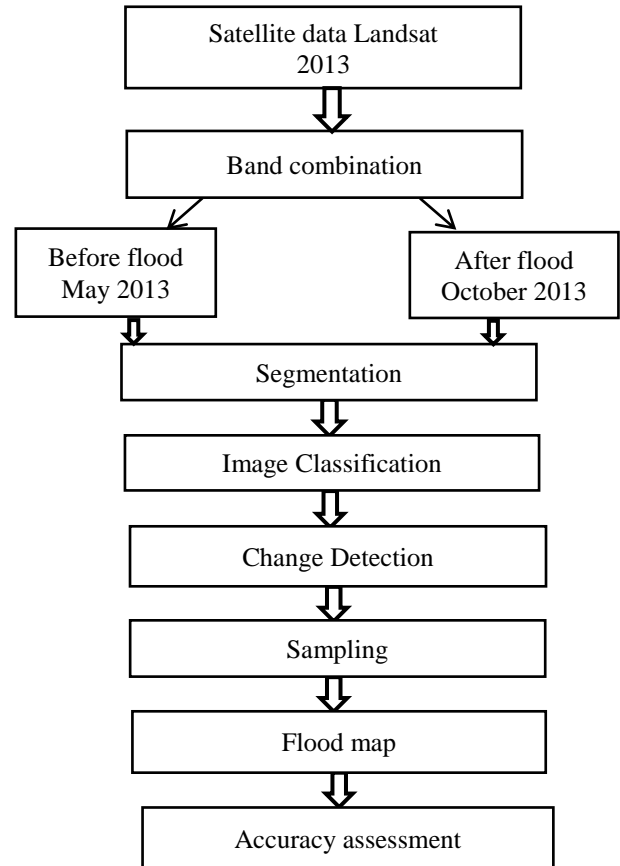 Satellite data Landsat
2013
Band combination
Before flood
May 2013
After flood
October 2013
Segmentation
Image Classification
Change Detection
Sampling
Flood map
Accuracy assessment